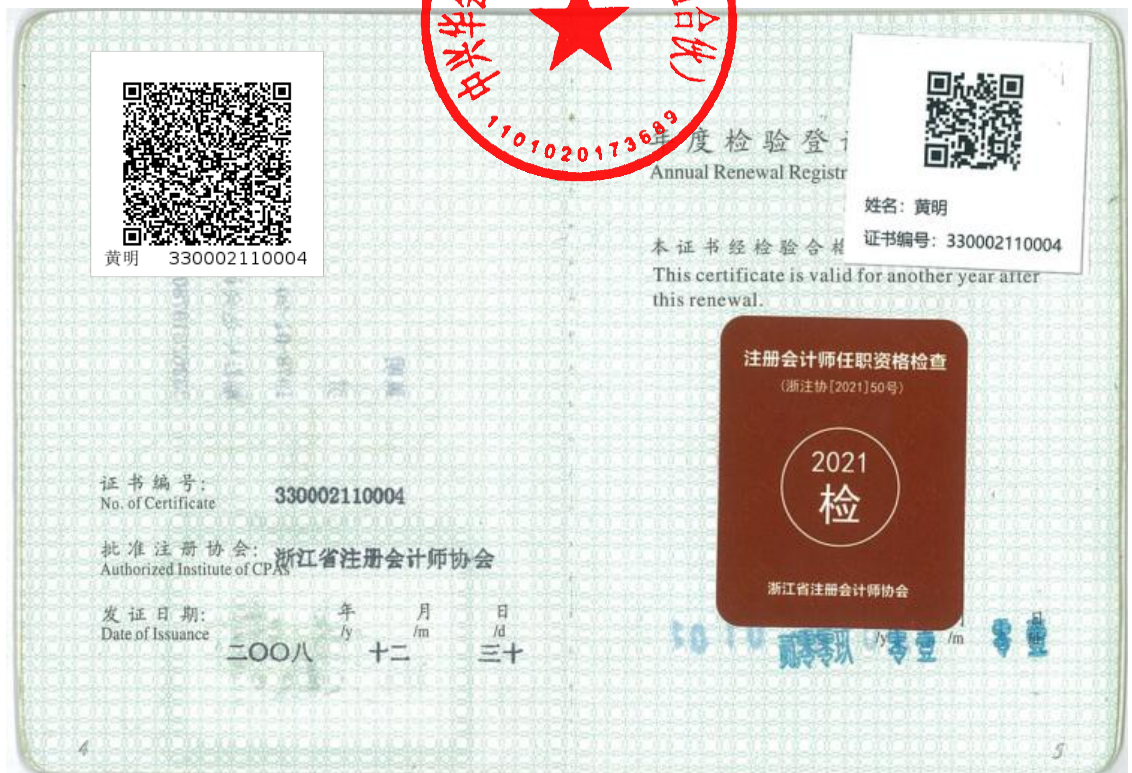 中兴华
合伙）
1101020173689
黄明 330002110004
证书编号：
No. of Certificate
330002110004
批准注册协会：
Authorized Institute of CPAs
浙江省注册会计师协会
发证日期：
Date of Issuance
年 月 日
/y /m /d
二〇〇八 十二 三十
4
年度检验登
Annual Renewal Registr
姓名：黄明
证书编号：330002110004
本证书经检验合格
This certificate is valid for another year after
this renewal.
注册会计师任职资格检查
（浙注协[2021]50号）
2021
检
浙江省注册会计师协会
/y /m
日
5